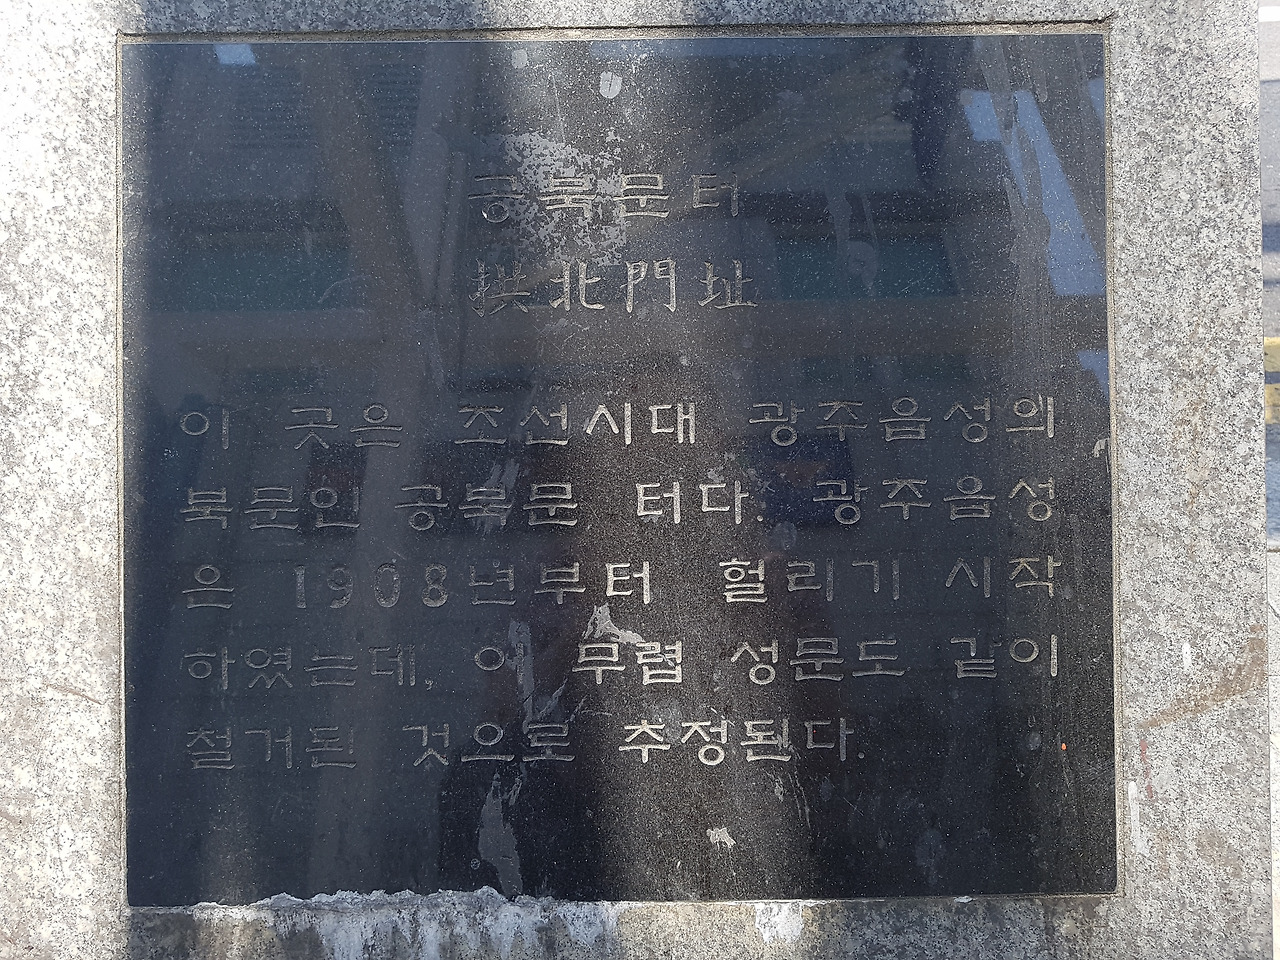 공북문터
拱北門址
이 곳은 조선시대 광주읍성의
북문인 공북문 터다. 광주읍성
은 1908년부터 헐리기 시작
하였는데, 이 무렵 성문도 같이
철거된 것으로 추정된다.